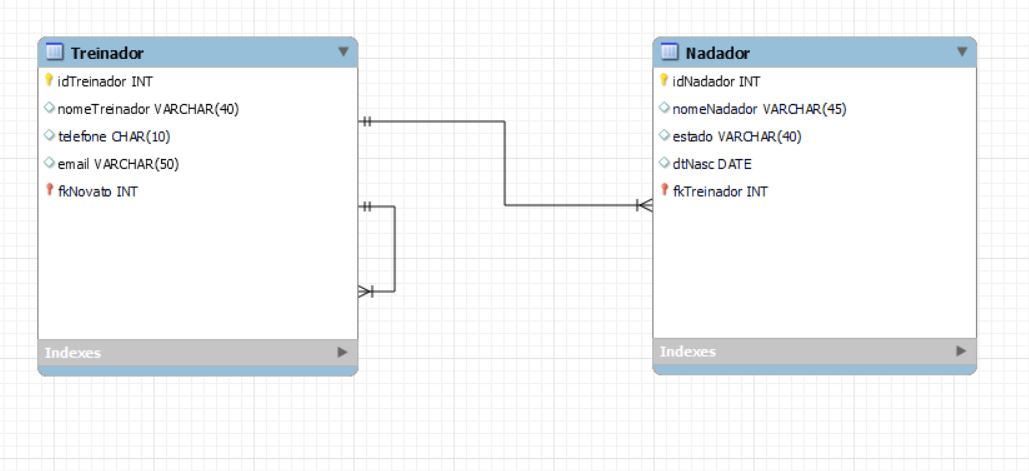 Treinador
idTreinador INT
nomeTreinador VARCHAR(40)
telefone CHAR(10)
email VARCHAR(50)
fkNovato INT
Indexes
Nadador
idNadador INT
nomeNadador VARCHAR(45)
estado VARCHAR(40)
dtNasc DATE
fkTreinador INT
Indexes